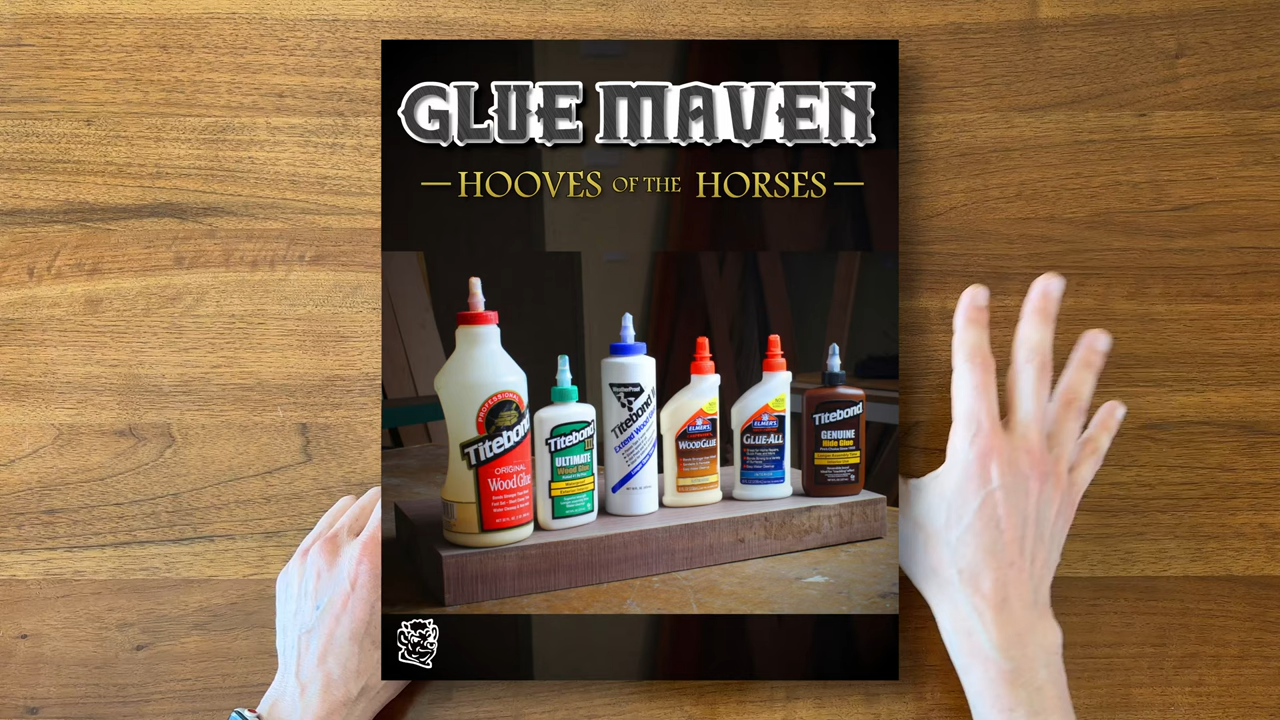 GLUE MAVEN
— HOOVES OF THE HORSES —
PROFESSIONAL
Titebond
ORIGINAL
Wood Glue
Titebond III
ULTIMATE
Wood Glue
WeatherProof
Titebond
Extend Wood Glue
ELMER'S
WOOD GLUE
ELMER'S
GLUE-ALL
Titebond
GENUINE
Hide Glue